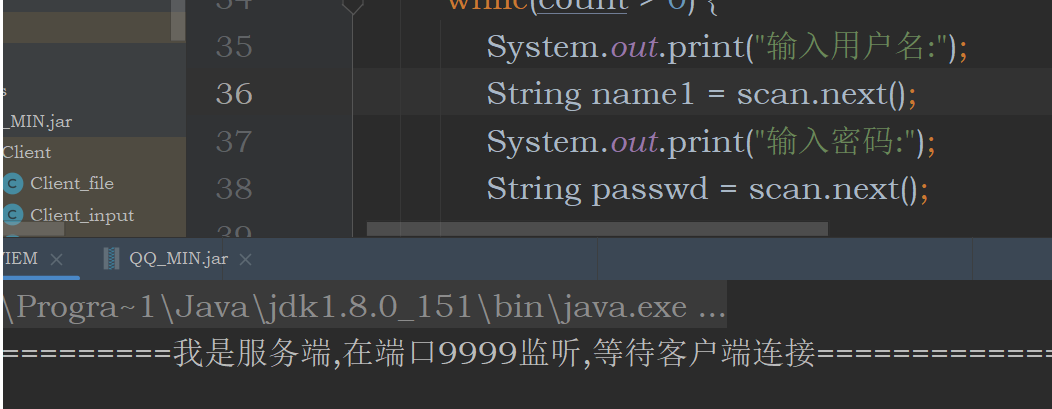 34 while(count > 0) {
35 System.out.print("输入用户名:");
36 String name1 = scan.next();
37 System.out.print("输入密码:");
38 String passwd = scan.next();
39
s
_MIN.jar
Client
Client_file
Client_input
VIEM × QQ_MIN.jar ×
\Progra~1\Java\jdk1.8.0_151\bin\java.exe ...
=========我是服务端,在端口9999监听,等待客户端连接=============